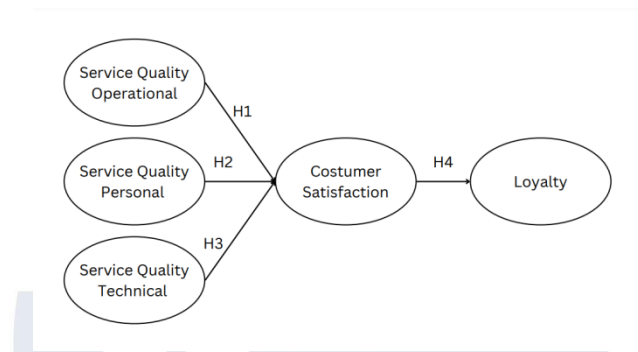 Service Quality
Operational
H1
Service Quality
Personal
H2
Costumer
Satisfaction
H4
Loyalty
H3
Service Quality
Technical